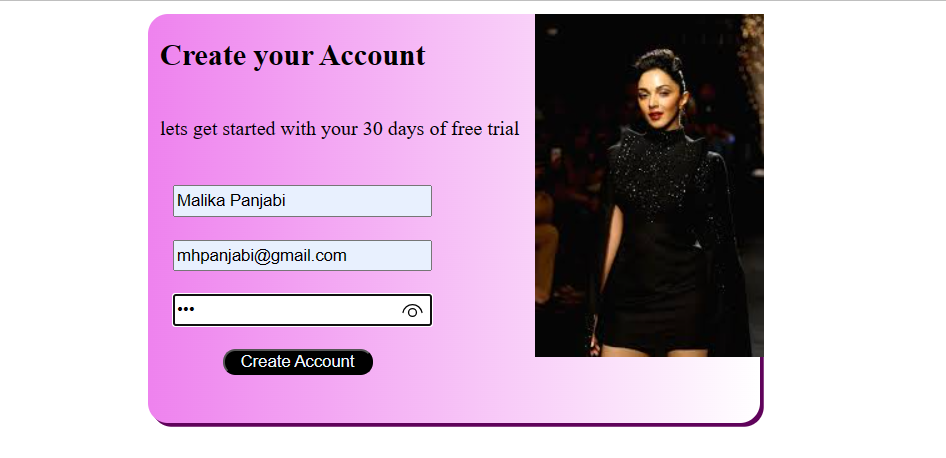 Create your Account
lets get started with your 30 days of free trial
Malika Panjabi
mhpanjabi@gmail.com
•••
Create Account